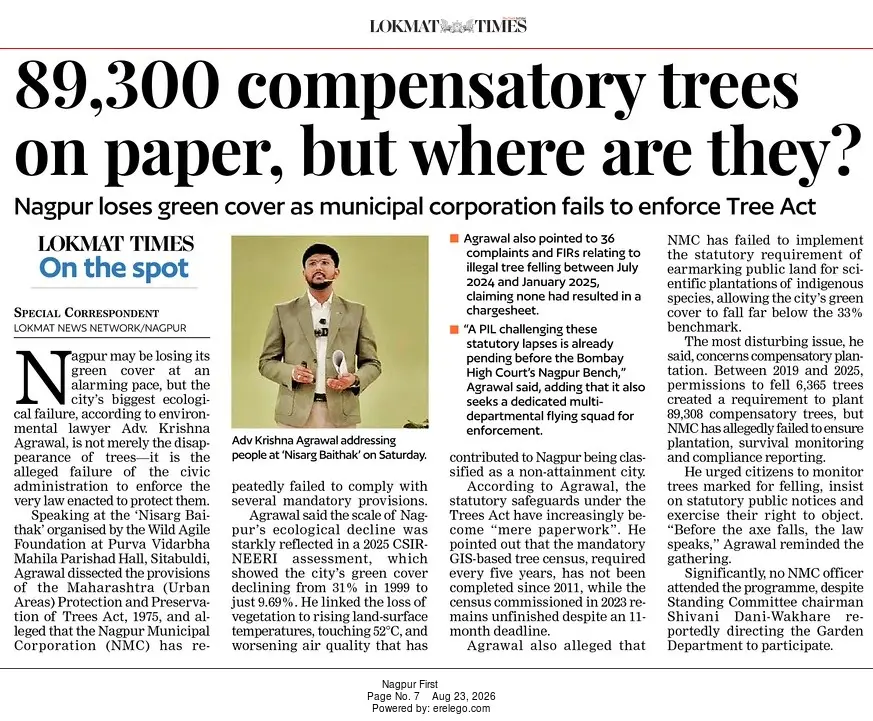 LOKMAT TIMES
89,300 compensatory trees
on paper, but where are they?
Nagpur loses green cover as municipal corporation fails to enforce Tree Act
LOKMAT TIMES
On the spot
SPECIAL CORRESPONDENT
LOKMAT NEWS NETWORK/NAGPUR
Nagpur may be losing its
green cover at an
alarming pace, but the
city's biggest ecologi-
cal failure, according to environ-
mental lawyer Adv. Krishna
Agrawal, is not merely the disap-
pearance of trees—it is the
alleged failure of the civic
administration to enforce the
very law enacted to protect them.
Speaking at the 'Nisarg Bai-
thak' organised by the Wild Agile
Foundation at Purva Vidarbha
Mahila Parishad Hall, Sitabuldi,
Agrawal dissected the provisions
of the Maharashtra (Urban
Areas) Protection and Preserva-
tion of Trees Act, 1975, and al-
leged that the Nagpur Municipal
Corporation (NMC) has re-
Adv Krishna Agrawal addressing
people at 'Nisarg Baithak' on Saturday.
peatedly failed to comply with
several mandatory provisions.
Agrawal said the scale of Nag-
pur's ecological decline was
starkly reflected in a 2025 CSIR-
NEERI assessment, which
showed the city's green cover
declining from 31% in 1999 to
just 9.69%. He linked the loss of
vegetation to rising land-surface
temperatures, touching 52°C, and
worsening air quality that has
Agrawal also pointed to 36
complaints and FIRs relating to
illegal tree felling between July
2024 and January 2025,
claiming none had resulted in a
chargesheet.
"A PIL challenging these
statutory lapses is already
pending before the Bombay
High Court's Nagpur Bench,"
Agrawal said, adding that it also
seeks a dedicated multi-
departmental flying squad for
enforcement.
contributed to Nagpur being clas-
sified as a non-attainment city.
According to Agrawal, the
statutory safeguards under the
Trees Act have increasingly be-
come "mere paperwork". He
pointed out that the mandatory
GIS-based tree census, required
every five years, has not been
completed since 2011, while the
census commissioned in 2023 re-
mains unfinished despite an 11-
month deadline.
Agrawal also alleged that
NMC has failed to implement
the statutory requirement of
earmarking public land for sci-
entific plantations of indigenous
species, allowing the city's green
cover to fall far below the 33%
benchmark.
The most disturbing issue, he
said, concerns compensatory plan-
tation. Between 2019 and 2025,
permissions to fell 6,365 trees
created a requirement to plant
89,308 compensatory trees, but
NMC has allegedly failed to ensure
plantation, survival monitoring
and compliance reporting.
He urged citizens to monitor
trees marked for felling, insist
on statutory public notices and
exercise their right to object.
"Before the axe falls, the law
speaks," Agrawal reminded the
gathering.
Significantly, no NMC officer
attended the programme, despite
Standing Committee chairman
Shivani Dani-Wakhare re-
portedly directing the Garden
Department to participate.
Nagpur First
Page No. 7 Aug 23, 2026
Powered by: erelego.com